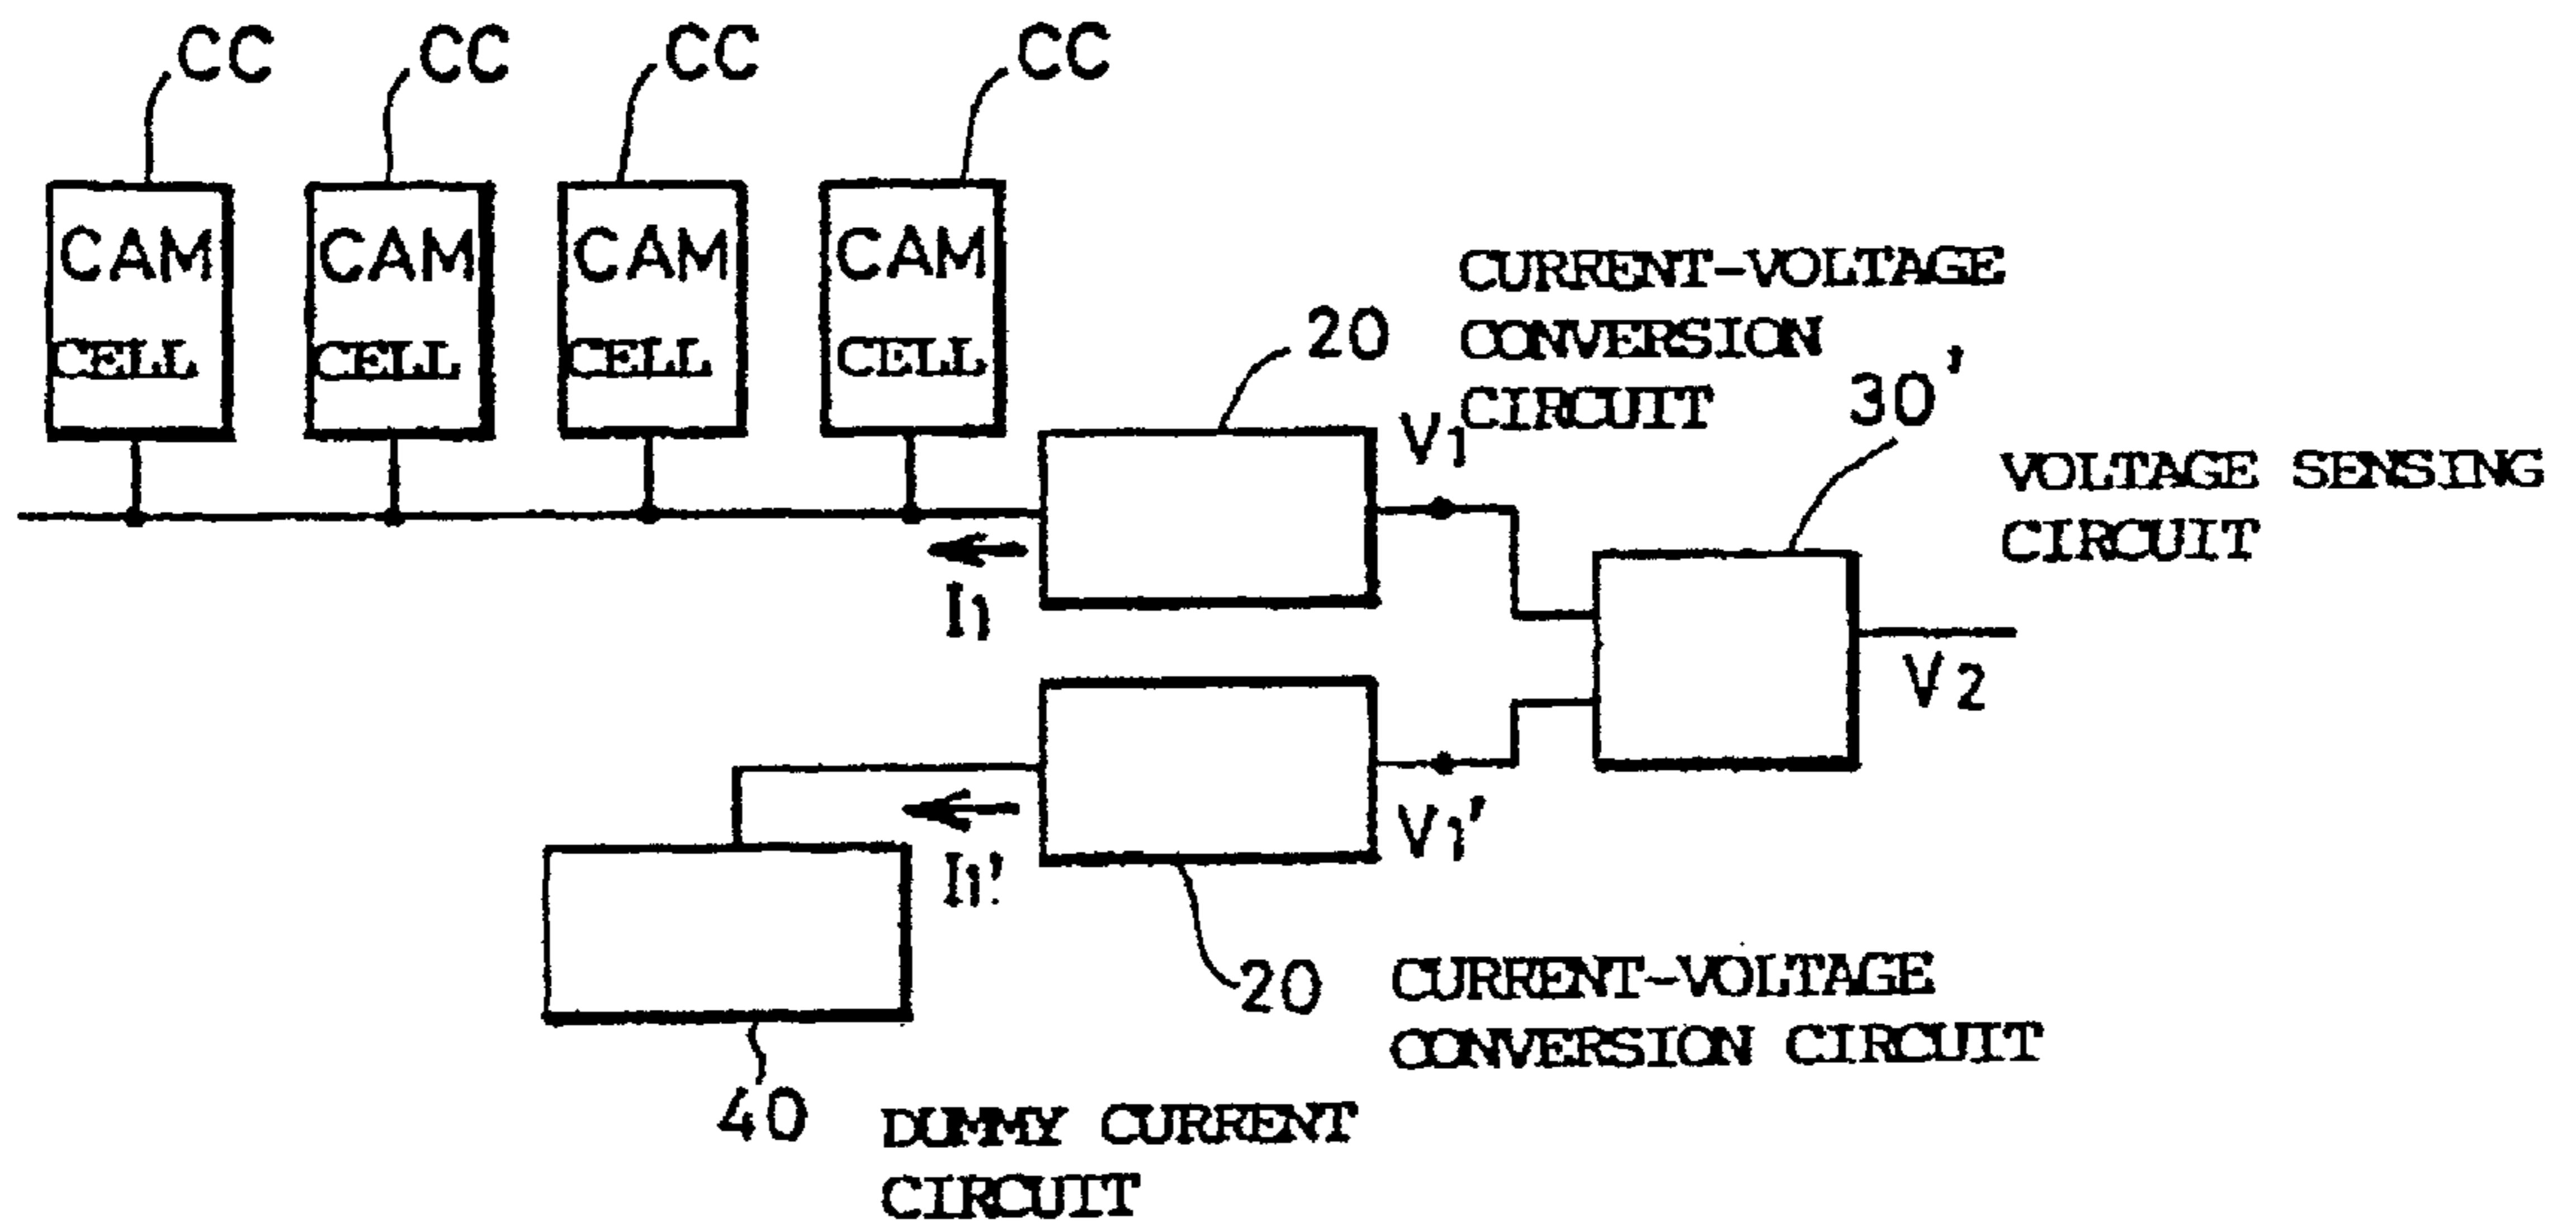 CC CC CC CC
CAM CELL
CAM CELL
CAM CELL
CAM CELL
20
CURRENT-VOLTAGE
CONVERSION
CIRCUIT
30'
VOLTAGE SENSING
CIRCUIT
V1
I1
V2
V1'
I1'
20
CURRENT-VOLTAGE
CONVERSION CIRCUIT
40
DUMMY CURRENT
CIRCUIT